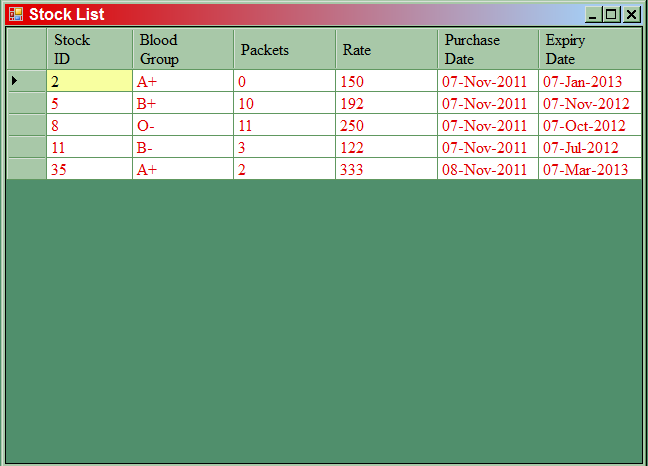 Stock List
Stock ID Blood Group Packets Rate Purchase Date Expiry Date
2 A+ 0 150 07-Nov-2011 07-Jan-2013
5 B+ 10 192 07-Nov-2011 07-Nov-2012
8 O- 11 250 07-Nov-2011 07-Oct-2012
11 B- 3 122 07-Nov-2011 07-Jul-2012
35 A+ 2 333 08-Nov-2011 07-Mar-2013